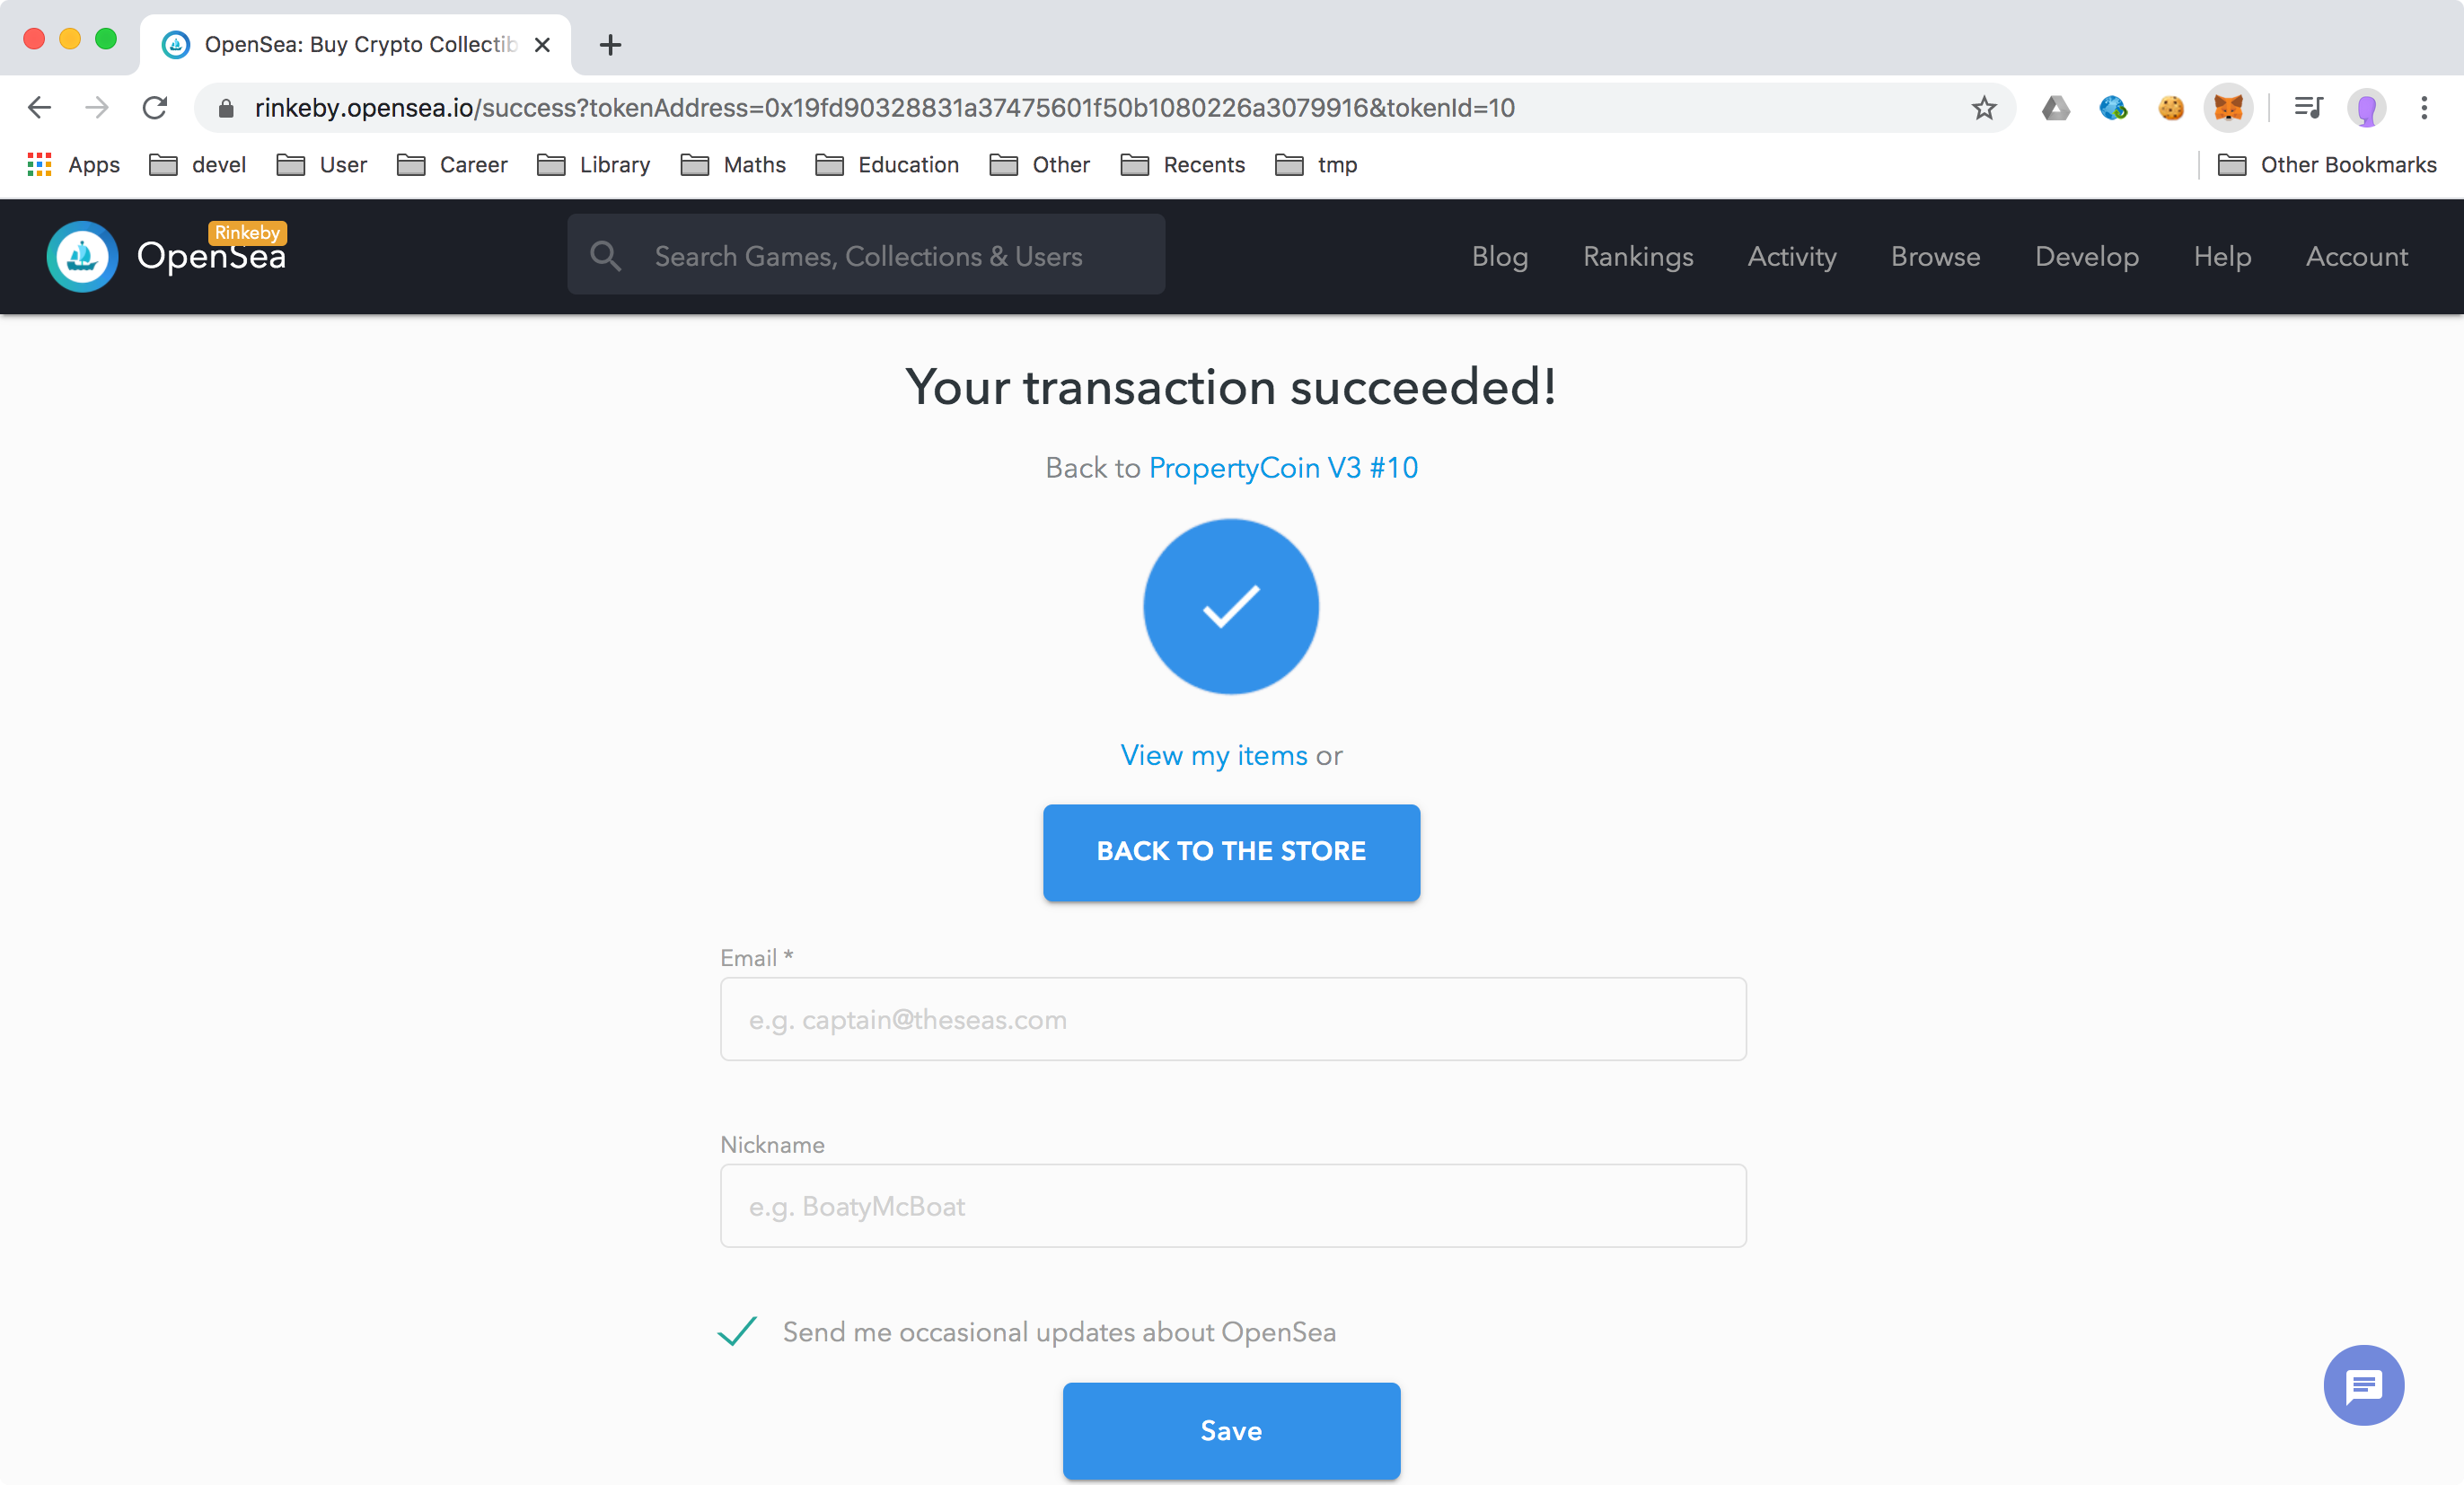 OpenSea: Buy Crypto Collectib
rinkeby.opensea.io/success?tokenAddress=0x19fd90328831a37475601f50b1080226a3079916&tokenId=10
Apps devel User Career Library Maths Education Other Recents tmp Other Bookmarks
Rinkeby
OpenSea Search Games, Collections & Users Blog Rankings Activity Browse Develop Help Account
Your transaction succeeded!
Back to PropertyCoin V3 #10
View my items or
BACK TO THE STORE
Email *
e.g. captain@theseas.com
Nickname
e.g. BoatyMcBoat
Send me occasional updates about OpenSea
Save